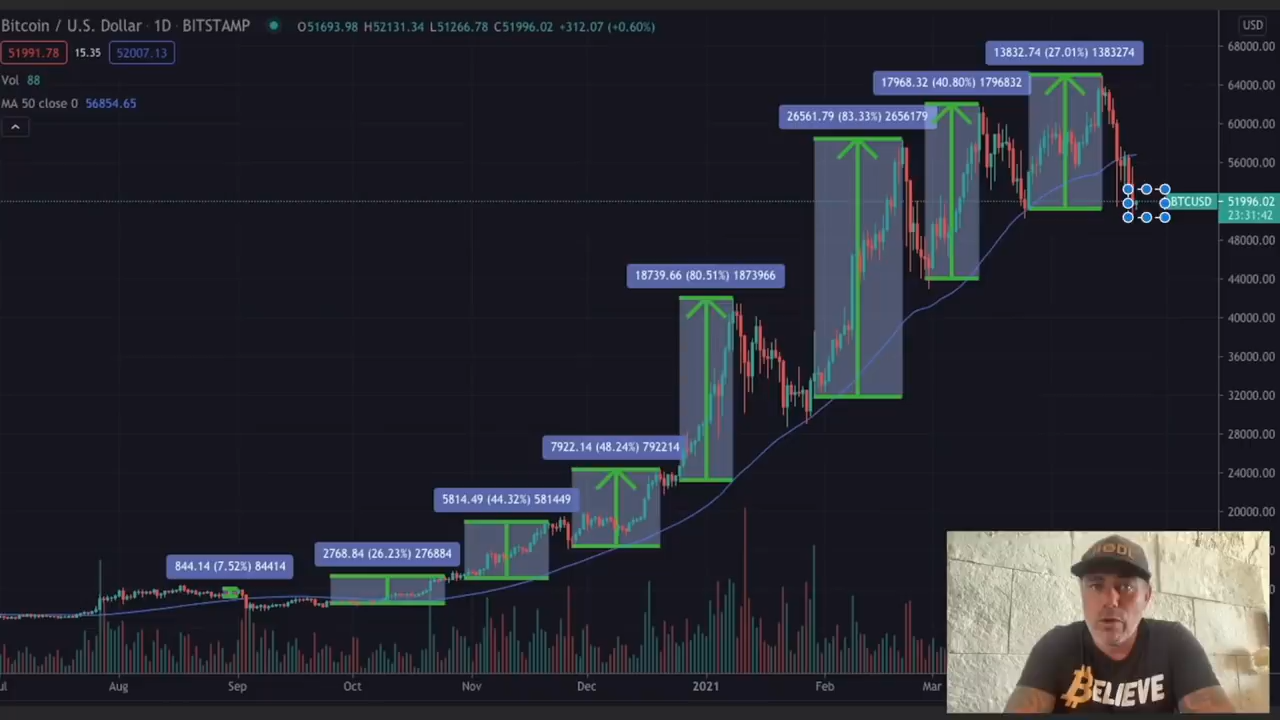 Bitcoin / U.S. Dollar · 1D · BITSTAMP O51693.98 H52131.34 L51266.78 C51996.02 +312.07 (+0.60%)
51991.78 15.35 52007.13
Vol 88
MA 50 close 0 56854.65
USD
68000.00
64000.00
60000.00
56000.00
BTCUSD 51996.02
23:31:42
48000.00
44000.00
40000.00
36000.00
32000.00
28000.00
24000.00
20000.00
13832.74 (27.01%) 1383274
17968.32 (40.80%) 1796832
26561.79 (83.33%) 2656179
18739.66 (80.51%) 1873966
7922.14 (48.24%) 792214
5814.49 (44.32%) 581449
2768.84 (26.23%) 276884
844.14 (7.52%) 84414
Aug Sep Oct Nov Dec 2021 Feb Mar
HODL
BELIEVE